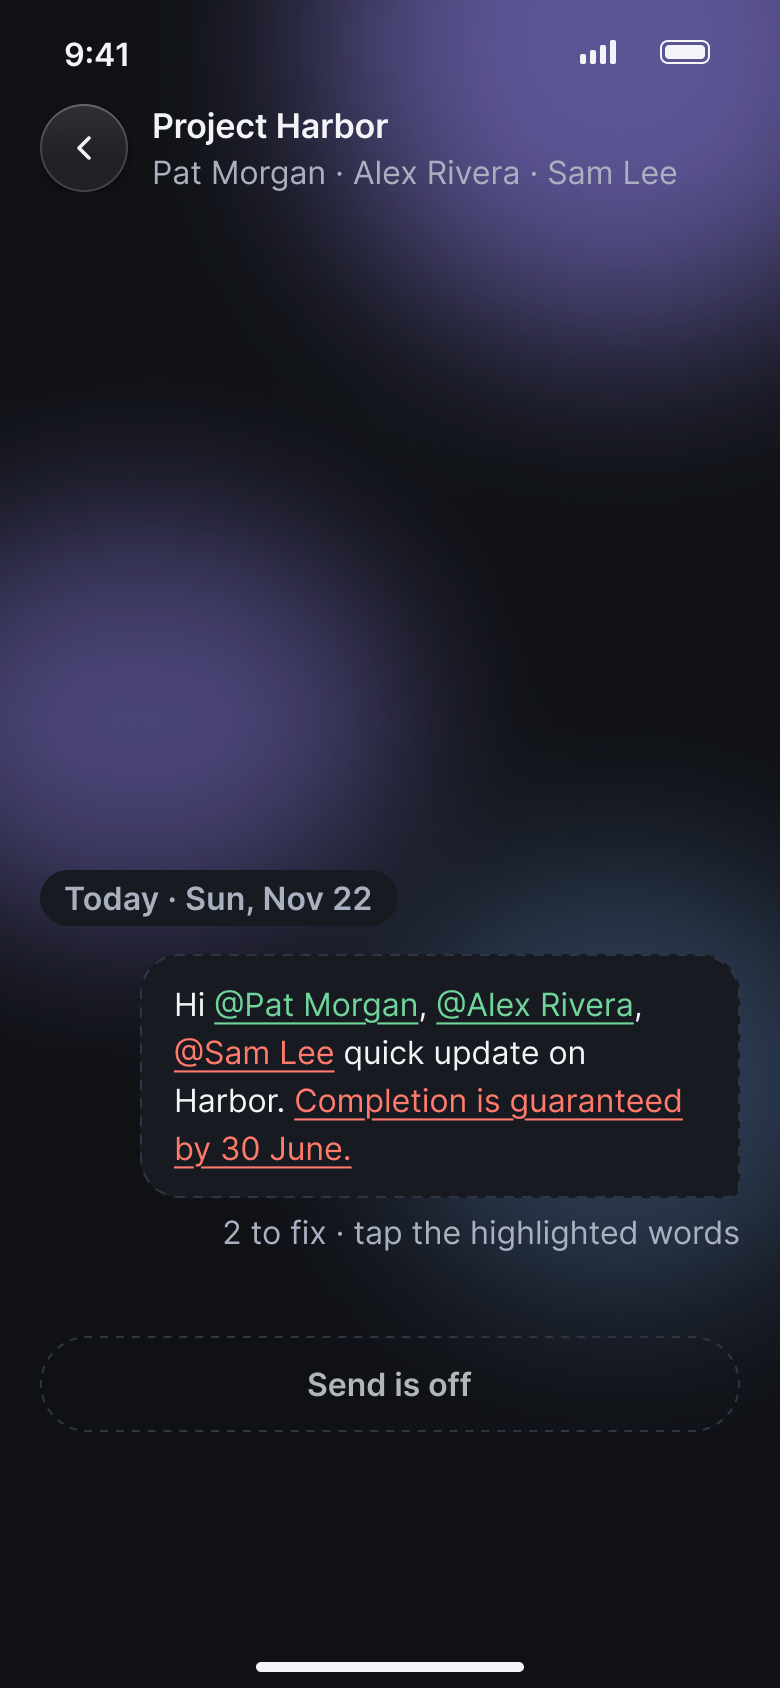 9:41
Project Harbor
Pat Morgan · Alex Rivera · Sam Lee
Today · Sun, Nov 22
Hi @Pat Morgan, @Alex Rivera,
@Sam Lee quick update on
Harbor. Completion is guaranteed
by 30 June.
2 to fix · tap the highlighted words
Send is off